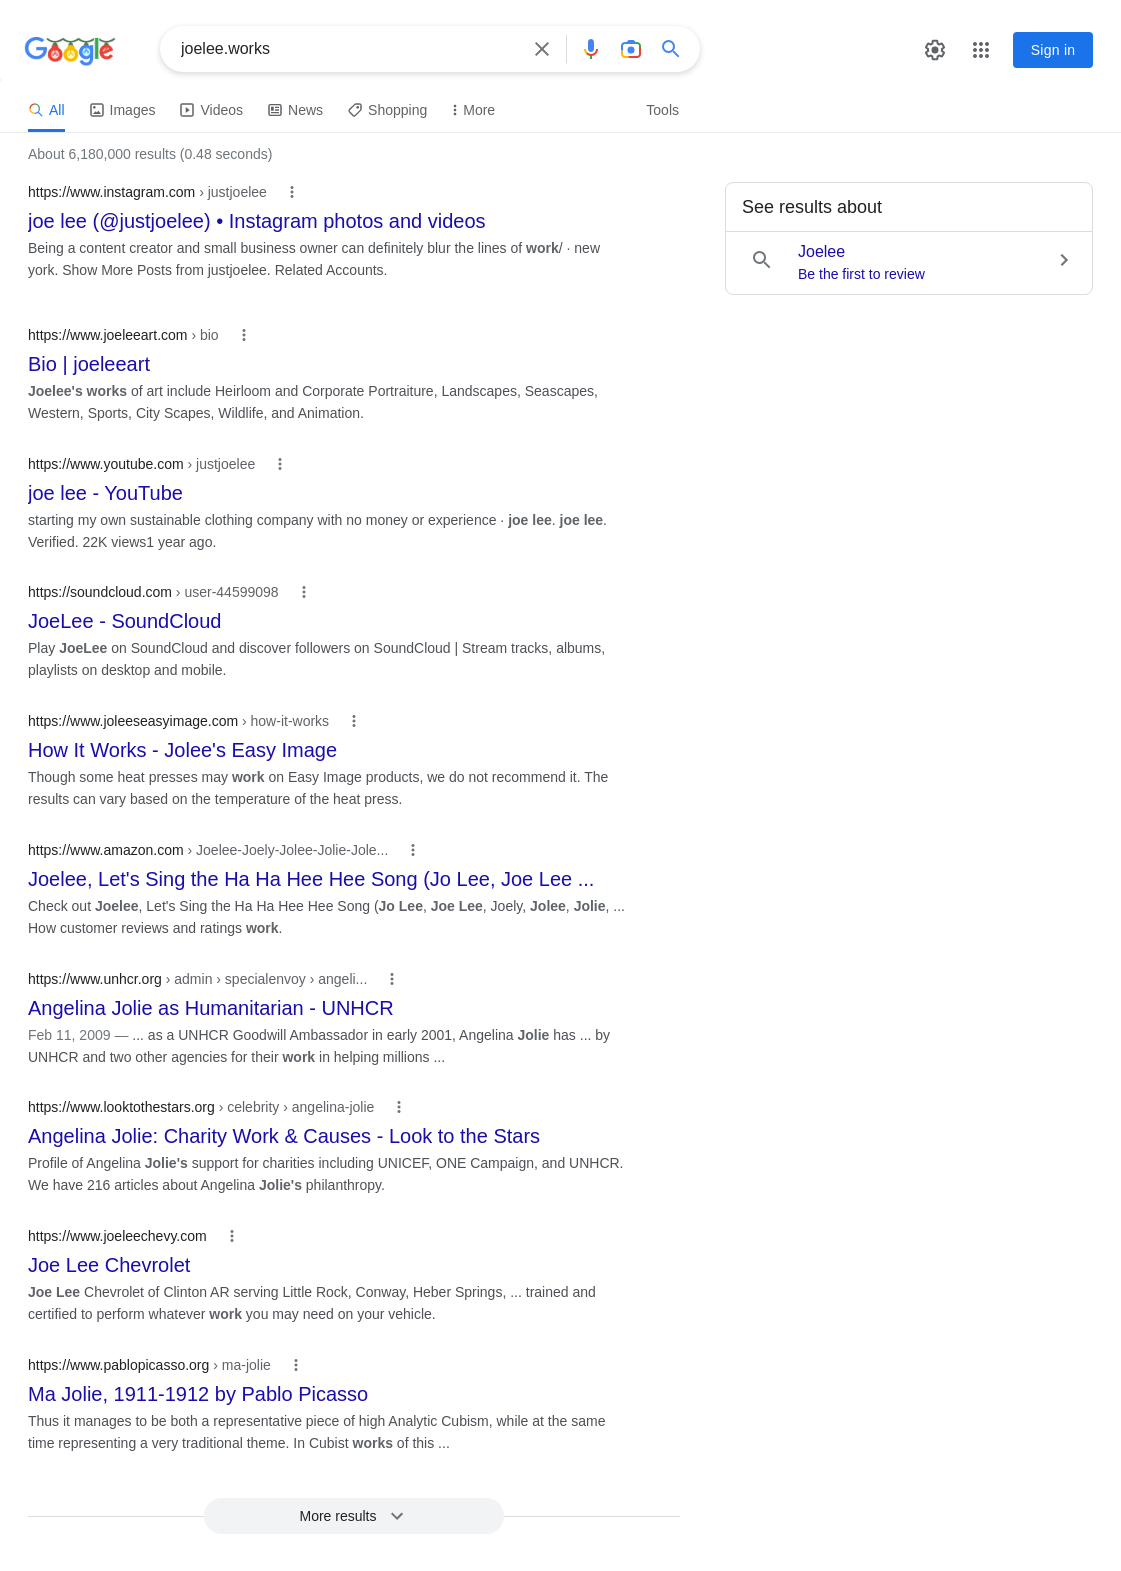 Google
joelee.works
Sign in
All Images Videos News Shopping More Tools
About 6,180,000 results (0.48 seconds)
https://www.instagram.com › justjoelee
joe lee (@justjoelee) • Instagram photos and videos
Being a content creator and small business owner can definitely blur the lines of work/ · new
york. Show More Posts from justjoelee. Related Accounts.
See results about
Joelee
Be the first to review
https://www.joeleeart.com › bio
Bio | joeleeart
Joelee's works of art include Heirloom and Corporate Portraiture, Landscapes, Seascapes,
Western, Sports, City Scapes, Wildlife, and Animation.
https://www.youtube.com › justjoelee
joe lee - YouTube
starting my own sustainable clothing company with no money or experience · joe lee. joe lee.
Verified. 22K views1 year ago.
https://soundcloud.com › user-44599098
JoeLee - SoundCloud
Play JoeLee on SoundCloud and discover followers on SoundCloud | Stream tracks, albums,
playlists on desktop and mobile.
https://www.joleeseasyimage.com › how-it-works
How It Works - Jolee's Easy Image
Though some heat presses may work on Easy Image products, we do not recommend it. The
results can vary based on the temperature of the heat press.
https://www.amazon.com › Joelee-Joely-Jolee-Jolie-Jole...
Joelee, Let's Sing the Ha Ha Hee Hee Song (Jo Lee, Joe Lee ...
Check out Joelee, Let's Sing the Ha Ha Hee Hee Song (Jo Lee, Joe Lee, Joely, Jolee, Jolie, ...
How customer reviews and ratings work.
https://www.unhcr.org › admin › specialenvoy › angeli...
Angelina Jolie as Humanitarian - UNHCR
Feb 11, 2009 — ... as a UNHCR Goodwill Ambassador in early 2001, Angelina Jolie has ... by
UNHCR and two other agencies for their work in helping millions ...
https://www.looktothestars.org › celebrity › angelina-jolie
Angelina Jolie: Charity Work & Causes - Look to the Stars
Profile of Angelina Jolie's support for charities including UNICEF, ONE Campaign, and UNHCR.
We have 216 articles about Angelina Jolie's philanthropy.
https://www.joeleechevy.com
Joe Lee Chevrolet
Joe Lee Chevrolet of Clinton AR serving Little Rock, Conway, Heber Springs, ... trained and
certified to perform whatever work you may need on your vehicle.
https://www.pablopicasso.org › ma-jolie
Ma Jolie, 1911-1912 by Pablo Picasso
Thus it manages to be both a representative piece of high Analytic Cubism, while at the same
time representing a very traditional theme. In Cubist works of this ...
More results